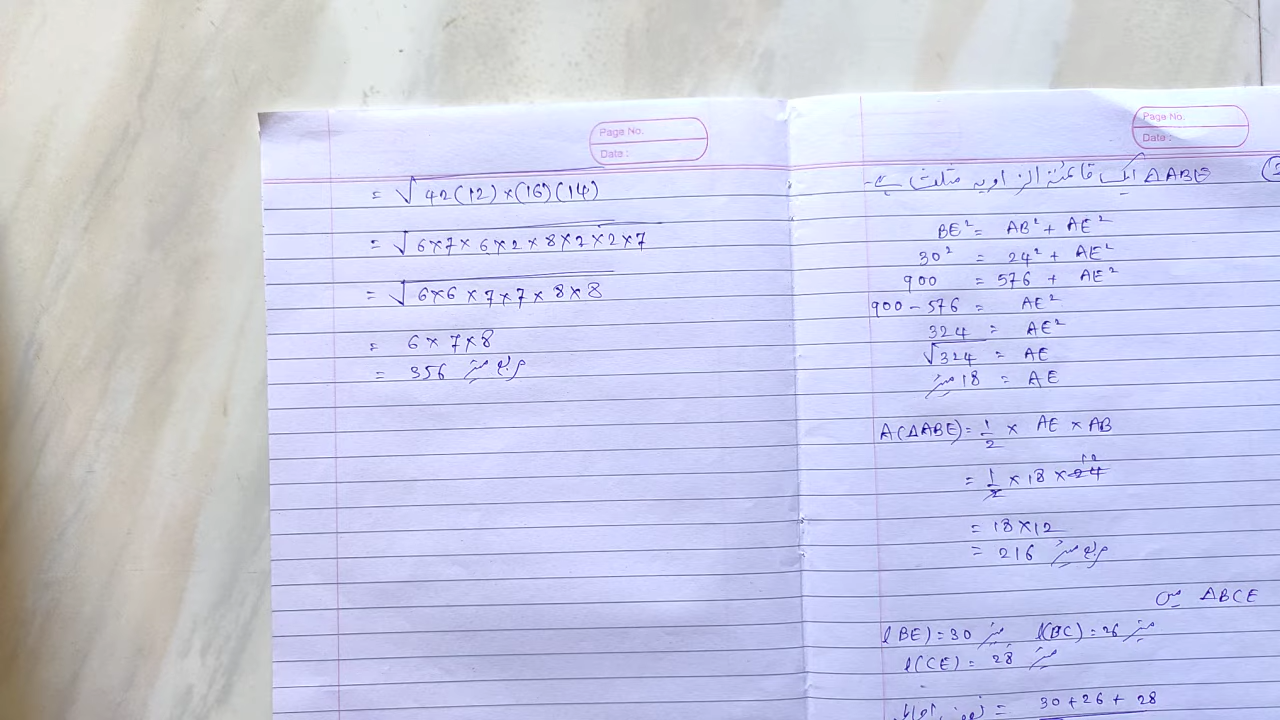 Page No.
Date :
= √42(12)×(16)(14)
= √6×7×6×2×8×2×2×7
= √6×6×7×7×8×8
= 6×7×8
= 356 مربع میٹر
Page No.
Date :
ΔABE ایک قائمۃ الزاویہ مثلث ہے۔
BE² = AB² + AE²
30² = 24² + AE²
900 = 576 + AE²
900 - 576 = AE²
324 = AE²
√324 = AE
میٹر 18 = AE
A(ΔABE) = 1/2 × AE × AB
= 1/2 × 18 × 24 12
= 18×12
= 216 مربع میٹر
ΔBCE میں
l(BE) = 30 میٹر l(BC) = 26 میٹر
l(CE) = 28 میٹر
= 30+26+28